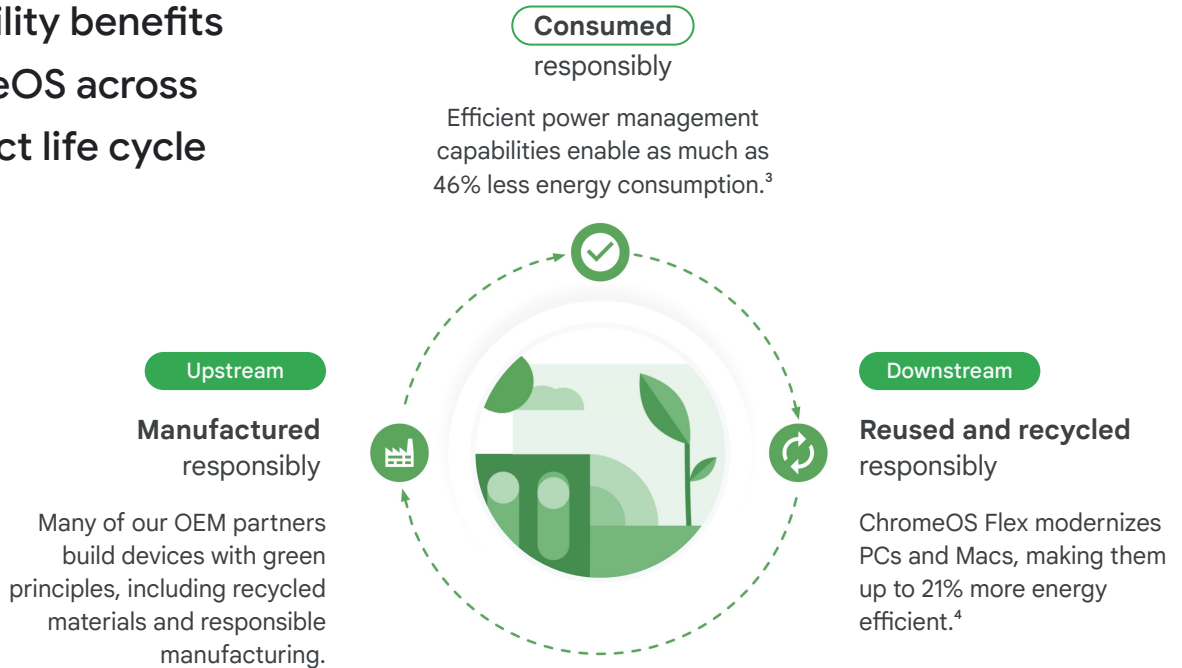 ility benefits
eOS across
ct life cycle
Consumed
responsibly
Efficient power management
capabilities enable as much as
46% less energy consumption.³
Upstream
Manufactured
responsibly
Many of our OEM partners
build devices with green
principles, including recycled
materials and responsible
manufacturing.
Downstream
Reused and recycled
responsibly
ChromeOS Flex modernizes
PCs and Macs, making them
up to 21% more energy
efficient.⁴